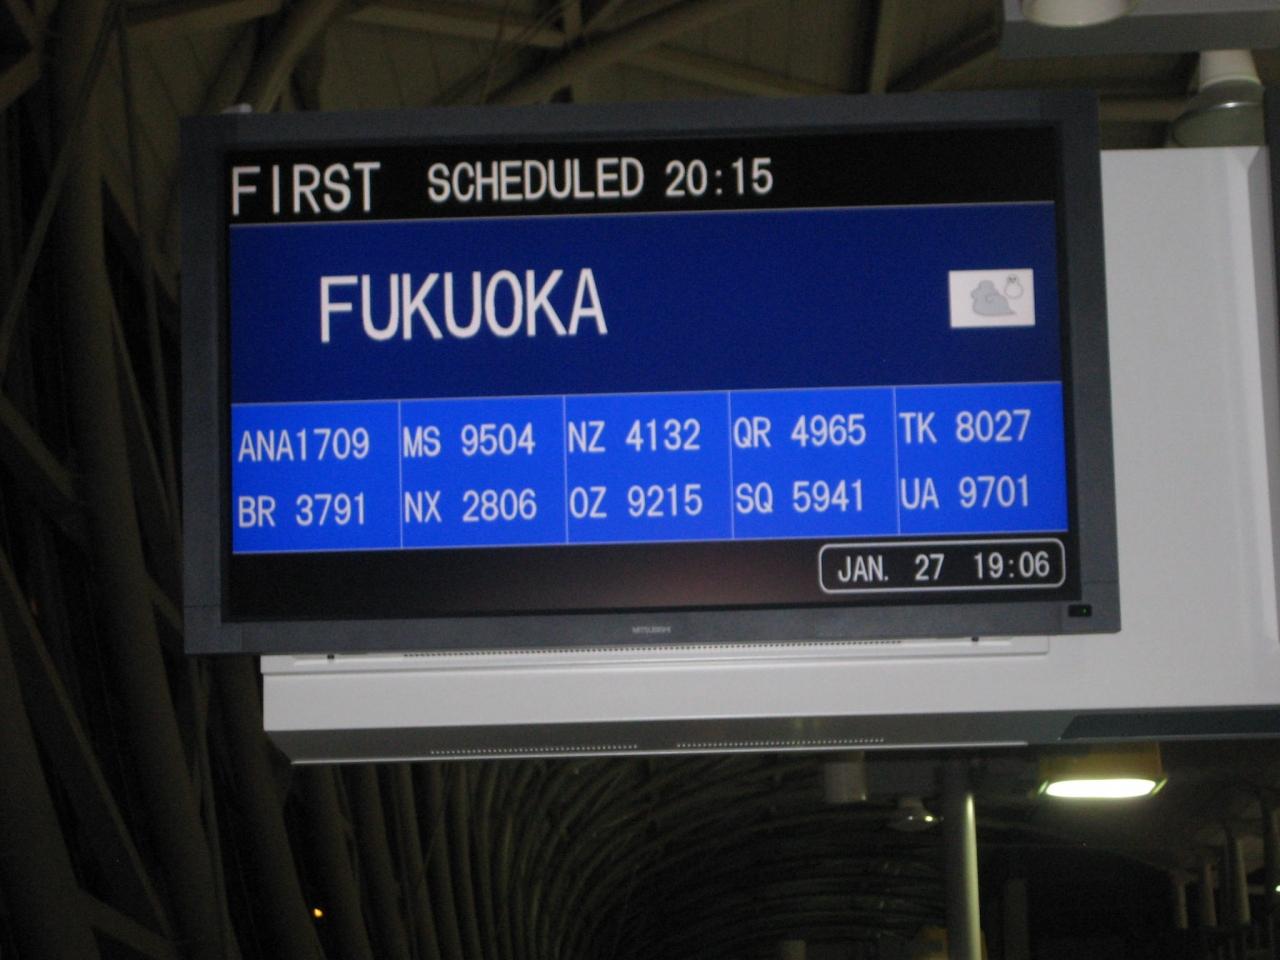 FIRST SCHEDULED 20:15
FUKUOKA
ANA1709 MS 9504 NZ 4132 QR 4965 TK 8027
BR 3791 NX 2806 OZ 9215 SQ 5941 UA 9701
JAN. 27 19:06
MITSUBISHI